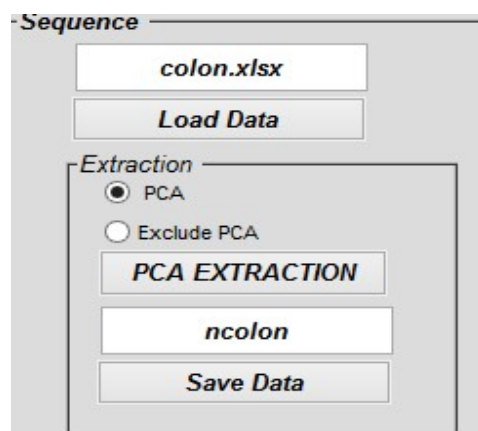 Sequence
colon.xlsx
Load Data
Extraction
PCA
Exclude PCA
PCA EXTRACTION
ncolon
Save Data